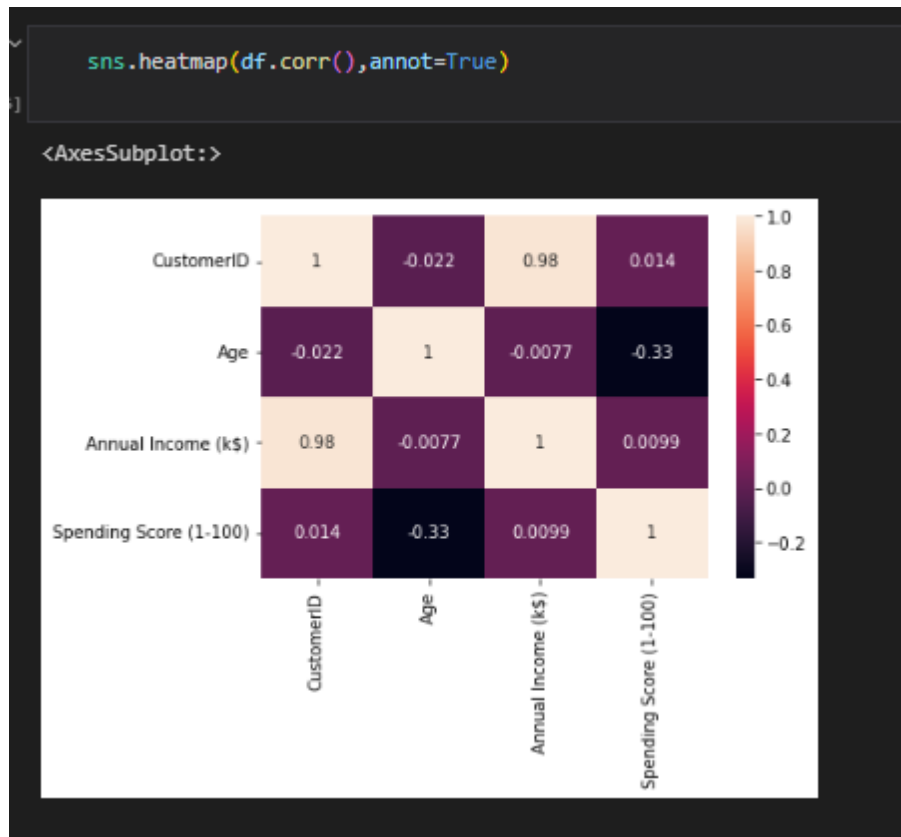 sns.heatmap(df.corr(),annot=True)
]
<AxesSubplot:>
CustomerID
1
-0.022
0.98
0.014
Age
-0.022
1
-0.0077
-0.33
Annual Income (k$)
0.98
-0.0077
1
0.0099
Spending Score (1-100)
0.014
-0.33
0.0099
1
1.0
0.8
0.6
0.4
0.2
0.0
−0.2
CustomerID
Age
Annual Income (k$)
Spending Score (1-100)